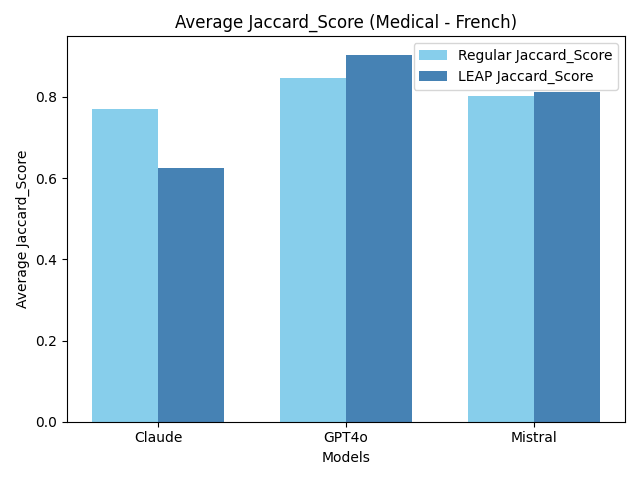 Average Jaccard_Score (Medical - French)
Regular Jaccard_Score
LEAP Jaccard_Score
Average Jaccard_Score
0.8
0.6
0.4
0.2
0.0
Claude
GPT4o
Mistral
Models